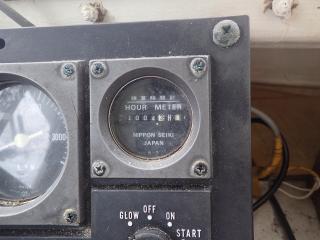 HOUR METER
NIPPON SEIKI
JAPAN
3000
OFF
GLOW
ON
START